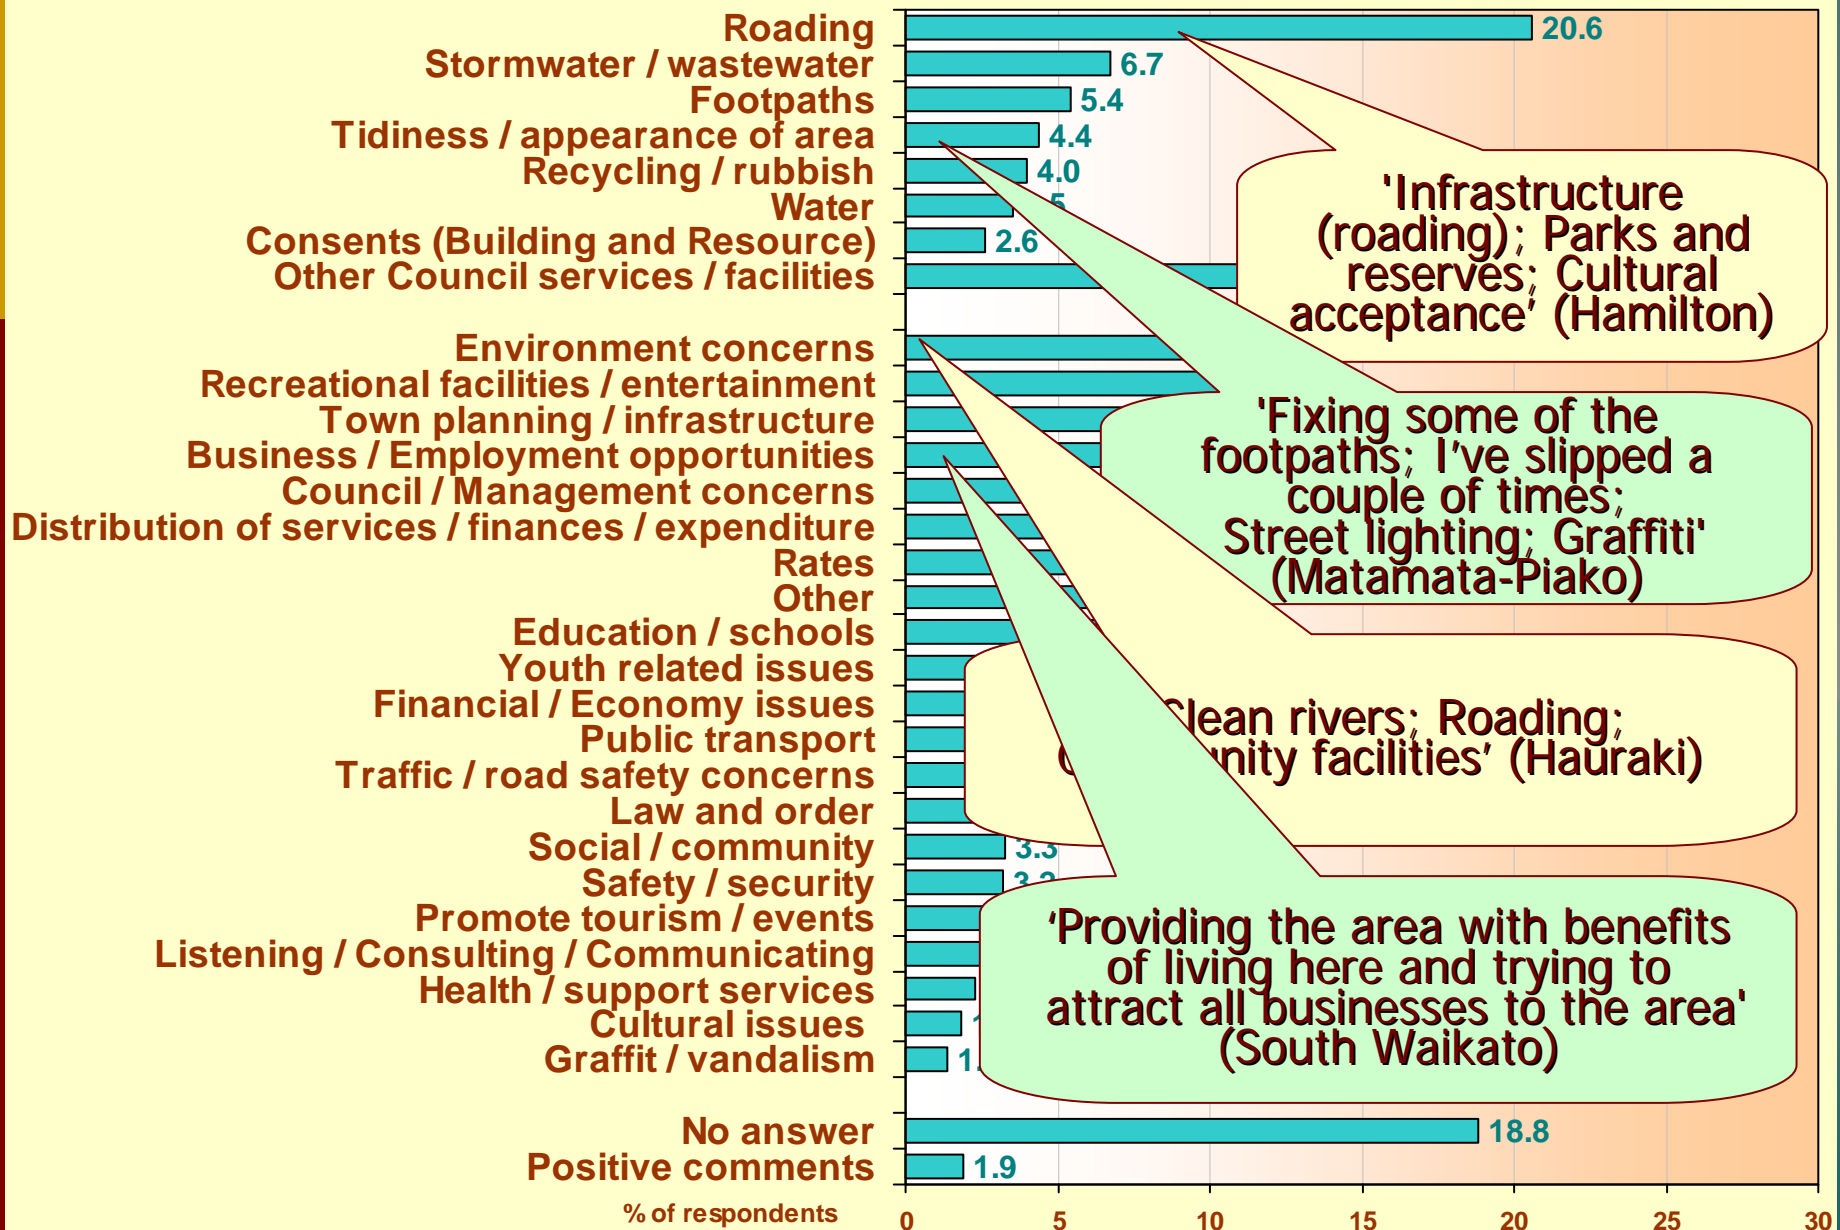 Roading 20.6
Stormwater / wastewater 6.7
Footpaths 5.4
Tidiness / appearance of area 4.4
Recycling / rubbish 4.0
Water 5
Consents (Building and Resource) 2.6
Other Council services / facilities
Environment concerns
Recreational facilities / entertainment
Town planning / infrastructure
Business / Employment opportunities
Council / Management concerns
Distribution of services / finances / expenditure
Rates
Other
Education / schools
Youth related issues
Financial / Economy issues
Public transport
Traffic / road safety concerns
Law and order
Social / community 3.3
Safety / security 3.2
Promote tourism / events
Listening / Consulting / Communicating
Health / support services
Cultural issues
Graffit / vandalism 1.
No answer 18.8
Positive comments 1.9
% of respondents 0 5 10 15 20 25 30
'Infrastructure
(roading); Parks and
reserves; Cultural
acceptance' (Hamilton)
'Fixing some of the
footpaths; I've slipped a
couple of times;
Street lighting; Graffiti'
(Matamata-Piako)
Clean rivers; Roading;
facilities' (Hauraki)
'Providing the area with benefits
of living here and trying to
attract all businesses to the area'
(South Waikato)